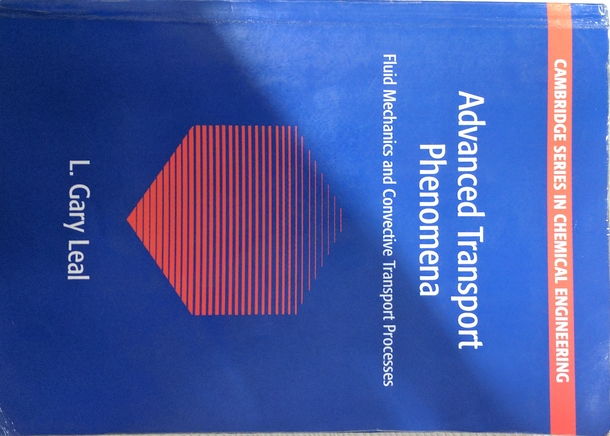 CAMBRIDGE SERIES IN CHEMICAL ENGINEERING
Advanced Transport
Phenomena
Fluid Mechanics and Convective Transport Processes
L. Gary Leal